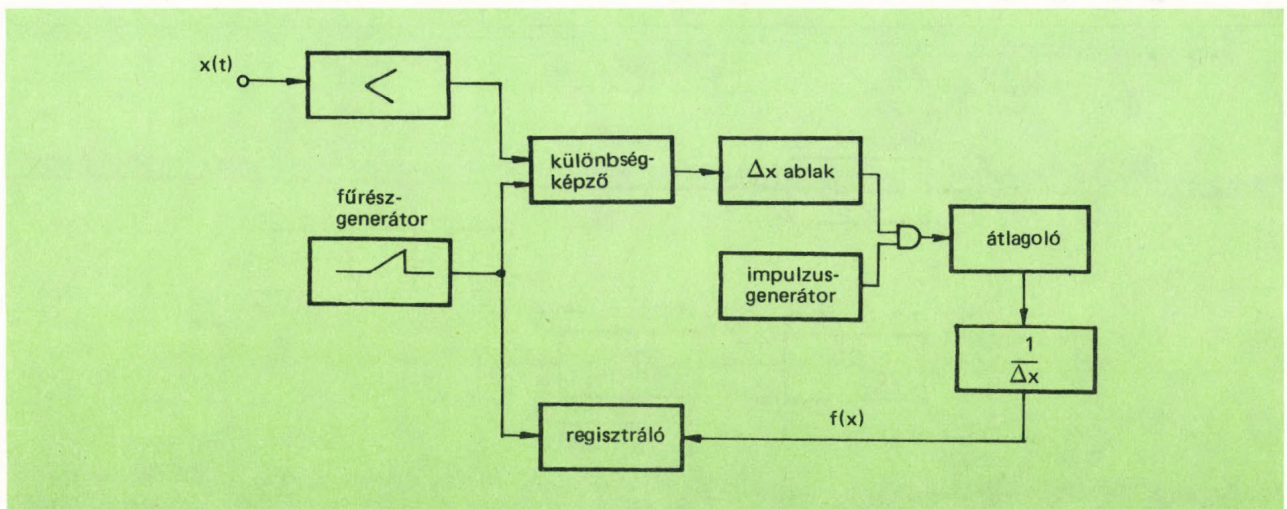 x(t)
<
különbség-
képző
Δx ablak
fűrész-
generátor
impulzus-
generátor
átlagoló
1
Δx
f(x)
regisztráló